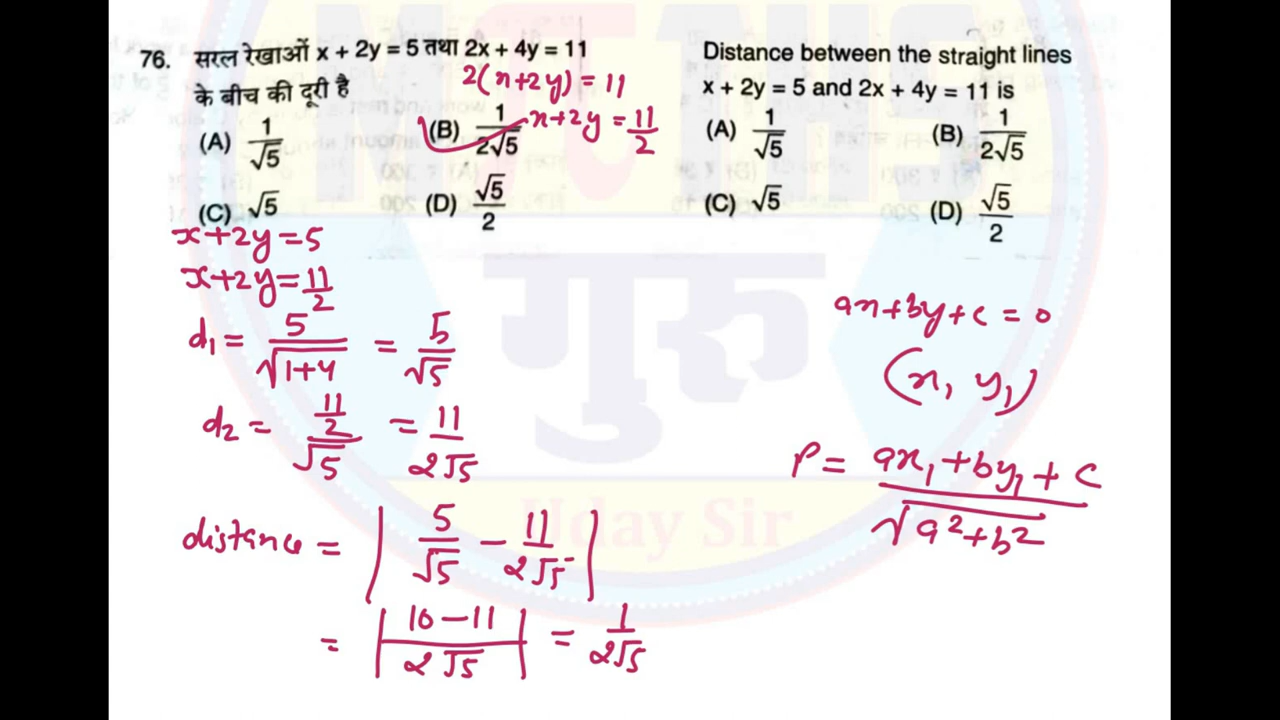 76. सरल रेखाओं x + 2y = 5 तथा 2x + 4y = 11
के बीच की दूरी है
2(x+2y) = 11
(A) 1/√5
(B) 1/2√5
x+2y = 11/2
(C) √5
(D) √5/2
Distance between the straight lines
x + 2y = 5 and 2x + 4y = 11 is
(A) 1/√5
(B) 1/2√5
(C) √5
(D) √5/2
x+2y = 5
x+2y = 11/2
d₁ = 5/√1+4 = 5/√5
d₂ = 11/2/√5 = 11/2√5
distance = | 5/√5 − 11/2√5 |
= | 10−11/2√5 | = 1/2√5
ax+by+c = 0
(x₁ y₁)
P = ax₁+by₁+c/√a²+b²
गुरु
Uday Sir